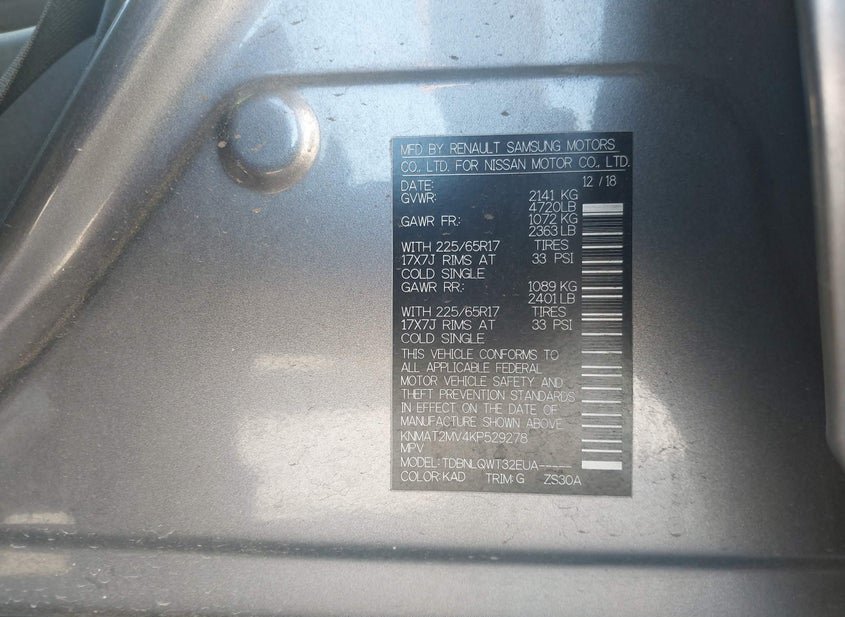 MFD BY RENAULT SAMSUNG MOTORS
CO., LTD. FOR NISSAN MOTOR CO., LTD.
DATE: 12 / 18
GVWR: 2141 KG
4720LB
GAWR FR.: 1072 KG
2363 LB
WITH 225/65R17 TIRES
17X7J RIMS AT 33 PSI
COLD SINGLE
GAWR RR.: 1089 KG
2401 LB
WITH 225/65R17 TIRES
17X7J RIMS AT 33 PSI
COLD SINGLE
THIS VEHICLE CONFORMS TO
ALL APPLICABLE FEDERAL
MOTOR VEHICLE SAFETY AND
THEFT PREVENTION STANDARDS
IN EFFECT ON THE DATE OF
MANUFACTURE SHOWN ABOVE
KNMAT2MV4KP529278
MPV
MODEL: TDBNLQWT32EUA-----
COLOR:KAD TRIM:G ZS30A